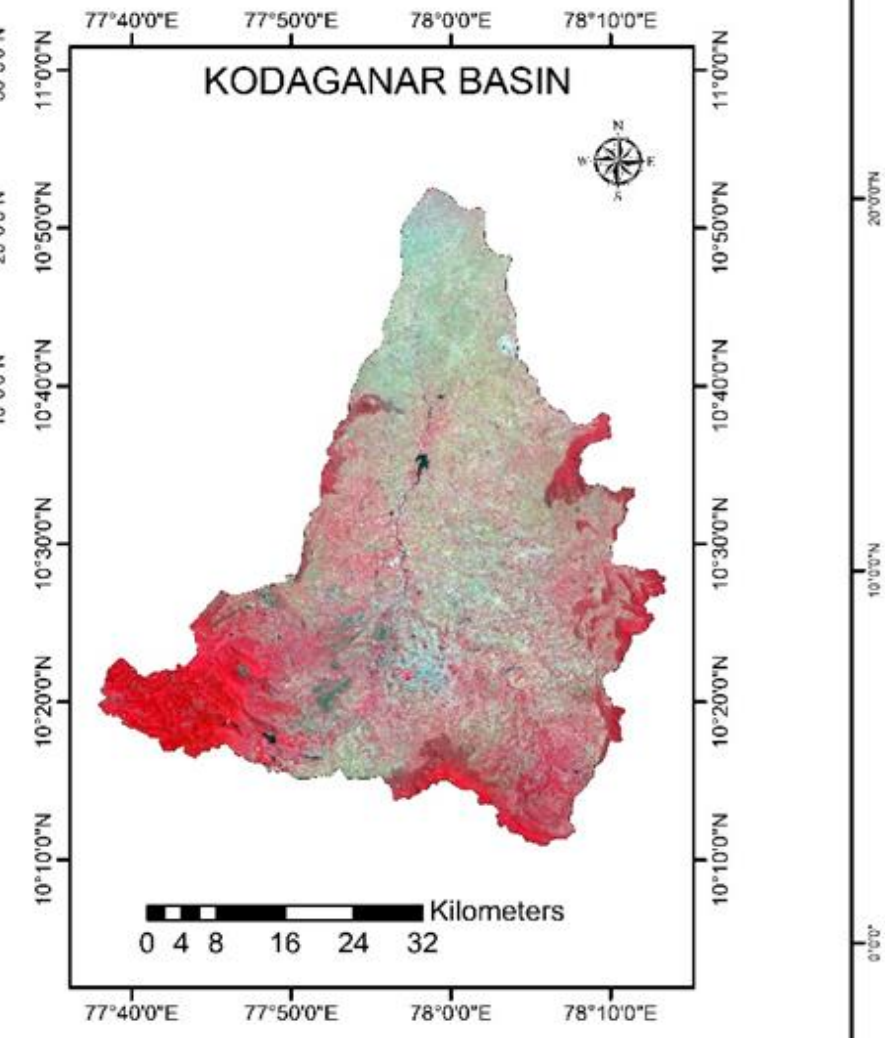 77°40'0"E 77°50'0"E 78°0'0"E 78°10'0"E
KODAGANAR BASIN
N
W E
S
11°0'0"N 11°0'0"N
10°50'0"N 10°50'0"N
20°0'0"N
10°40'0"N 10°40'0"N
10°30'0"N 10°30'0"N
10°0'0"N
10°20'0"N 10°20'0"N
10°10'0"N 10°10'0"N
Kilometers
0 4 8 16 24 32
0°0'0"
77°40'0"E 77°50'0"E 78°0'0"E 78°10'0"E